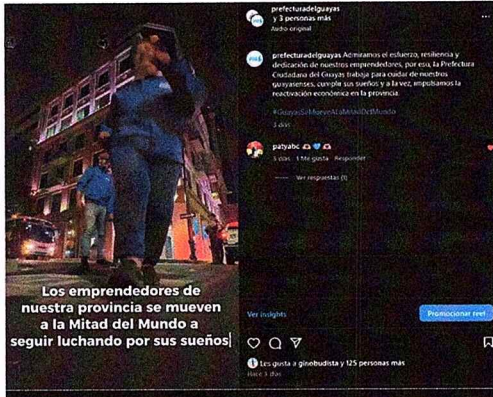 prefecturadelguayas
y 3 personas más
Audio original
prefecturadelguayas Admiramos el esfuerzo, resiliencia y
dedicación de nuestros emprendedores, por eso, la Prefectura
Ciudadana del Guayas trabaja para cuidar de nuestros
guayasenses, cumplir sus sueños y a la vez, impulsamos la
reactivación económica en la provincia.
#GuayasSeMueveALaMitadDelMundo
3 días
patyabc
3 días 1 Me gusta Responder
Ver respuestas (1)
Los emprendedores de
nuestra provincia se mueven
a la Mitad del Mundo a
seguir luchando por sus sueños
Ver insights
Promocionar reel
Les gusta a ginobudista y 125 personas más
Hace 3 días